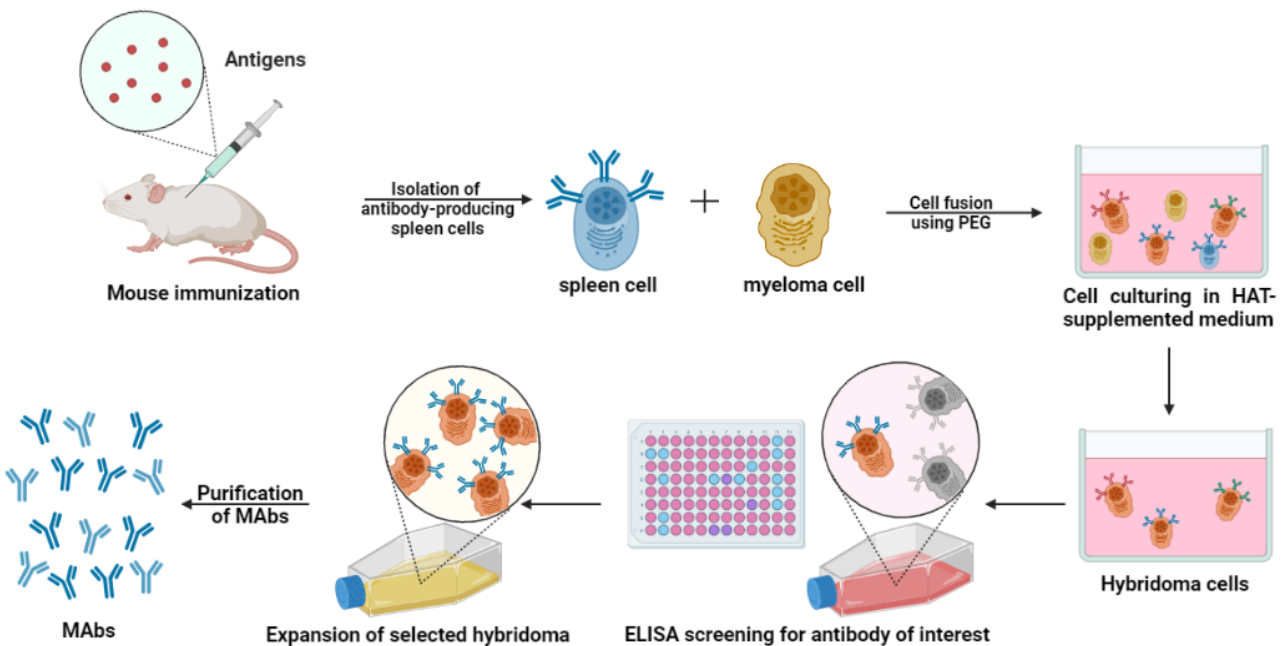 Antigens
Mouse immunization
Isolation of
antibody-producing
spleen cells
spleen cell
+
myeloma cell
Cell fusion
using PEG
Cell culturing in HAT-
supplemented medium
Hybridoma cells
ELISA screening for antibody of interest
Expansion of selected hybridoma
Purification
of MAbs
MAbs